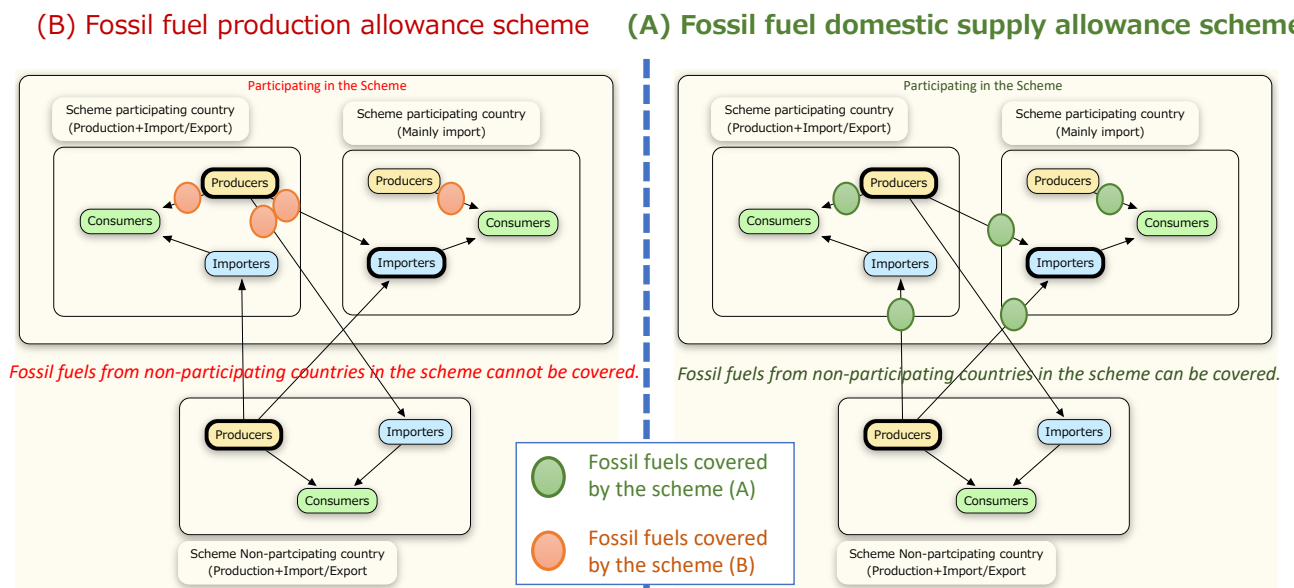 (B) Fossil fuel production allowance scheme
Participating in the Scheme
Scheme participating country
(Production+Import/Export)
Scheme participating country
(Mainly import)
Producers
Producers
Consumers
Consumers
Importers
Importers
Fossil fuels from non-participating countries in the scheme cannot be covered.
Producers
Importers
Consumers
Scheme Non-partcipating country
(Production+Import/Export
(A) Fossil fuel domestic supply allowance scheme
Participating in the Scheme
Scheme participating country
(Production+Import/Export)
Scheme participating country
(Mainly import)
Producers
Producers
Consumers
Consumers
Importers
Importers
Fossil fuels from non-participating countries in the scheme can be covered.
Producers
Importers
Consumers
Scheme Non-partcipating country
(Production+Import/Export
Fossil fuels covered
by the scheme (A)
Fossil fuels covered
by the scheme (B)